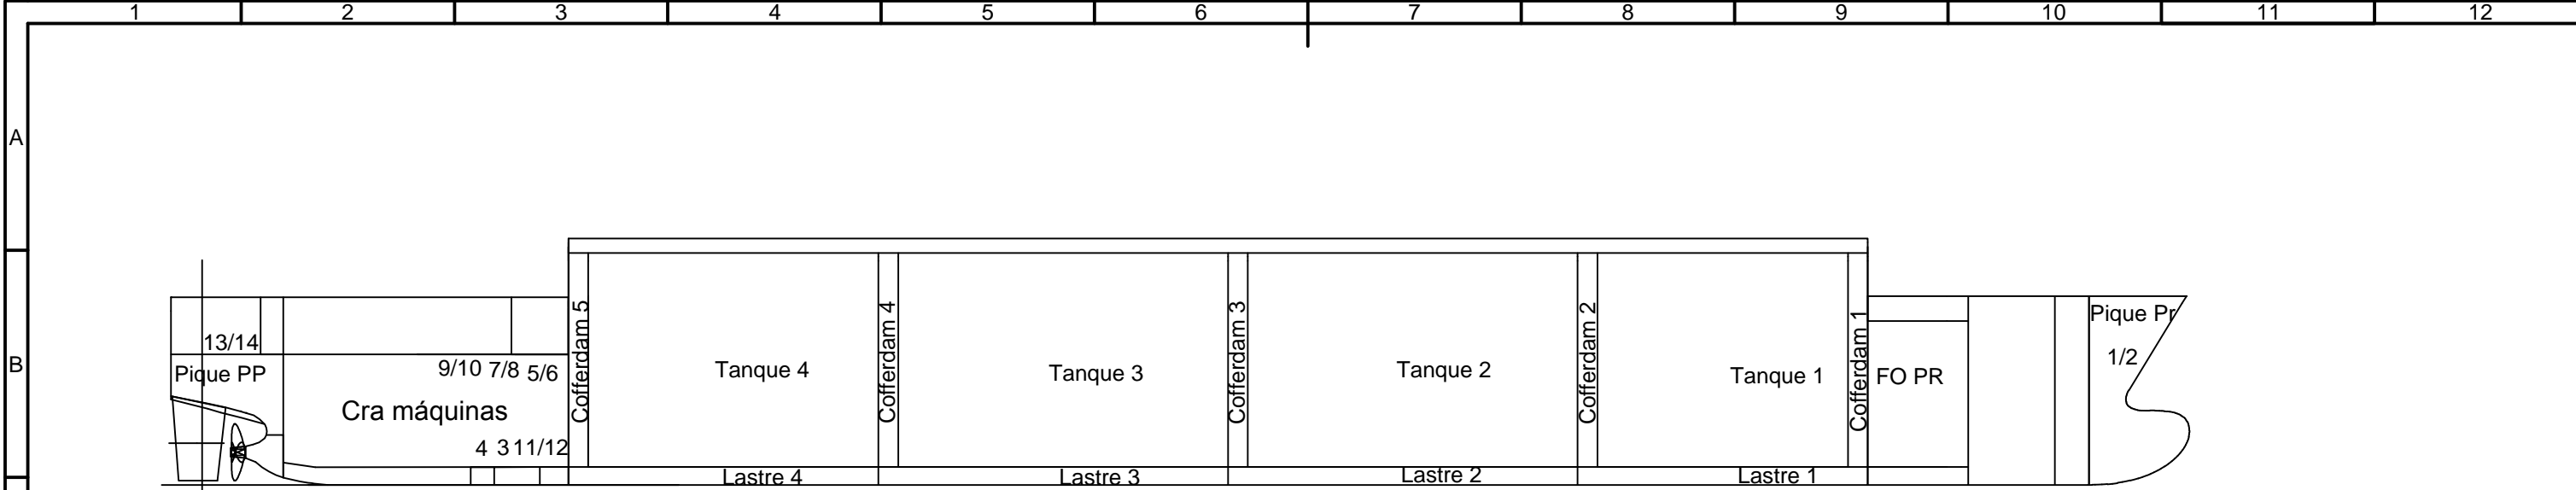 1 2 3 4 5 6 7 8 9 10 11 12
A
B
13/14
Pique PP
Cra máquinas
9/10 7/8 5/6
4 3 11/12
Cofferdam 5
Tanque 4
Cofferdam 4
Tanque 3
Cofferdam 3
Tanque 2
Cofferdam 2
Tanque 1
Cofferdam 1
FO PR
Pique Pr
1/2
Lastre 4
Lastre 3
Lastre 2
Lastre 1